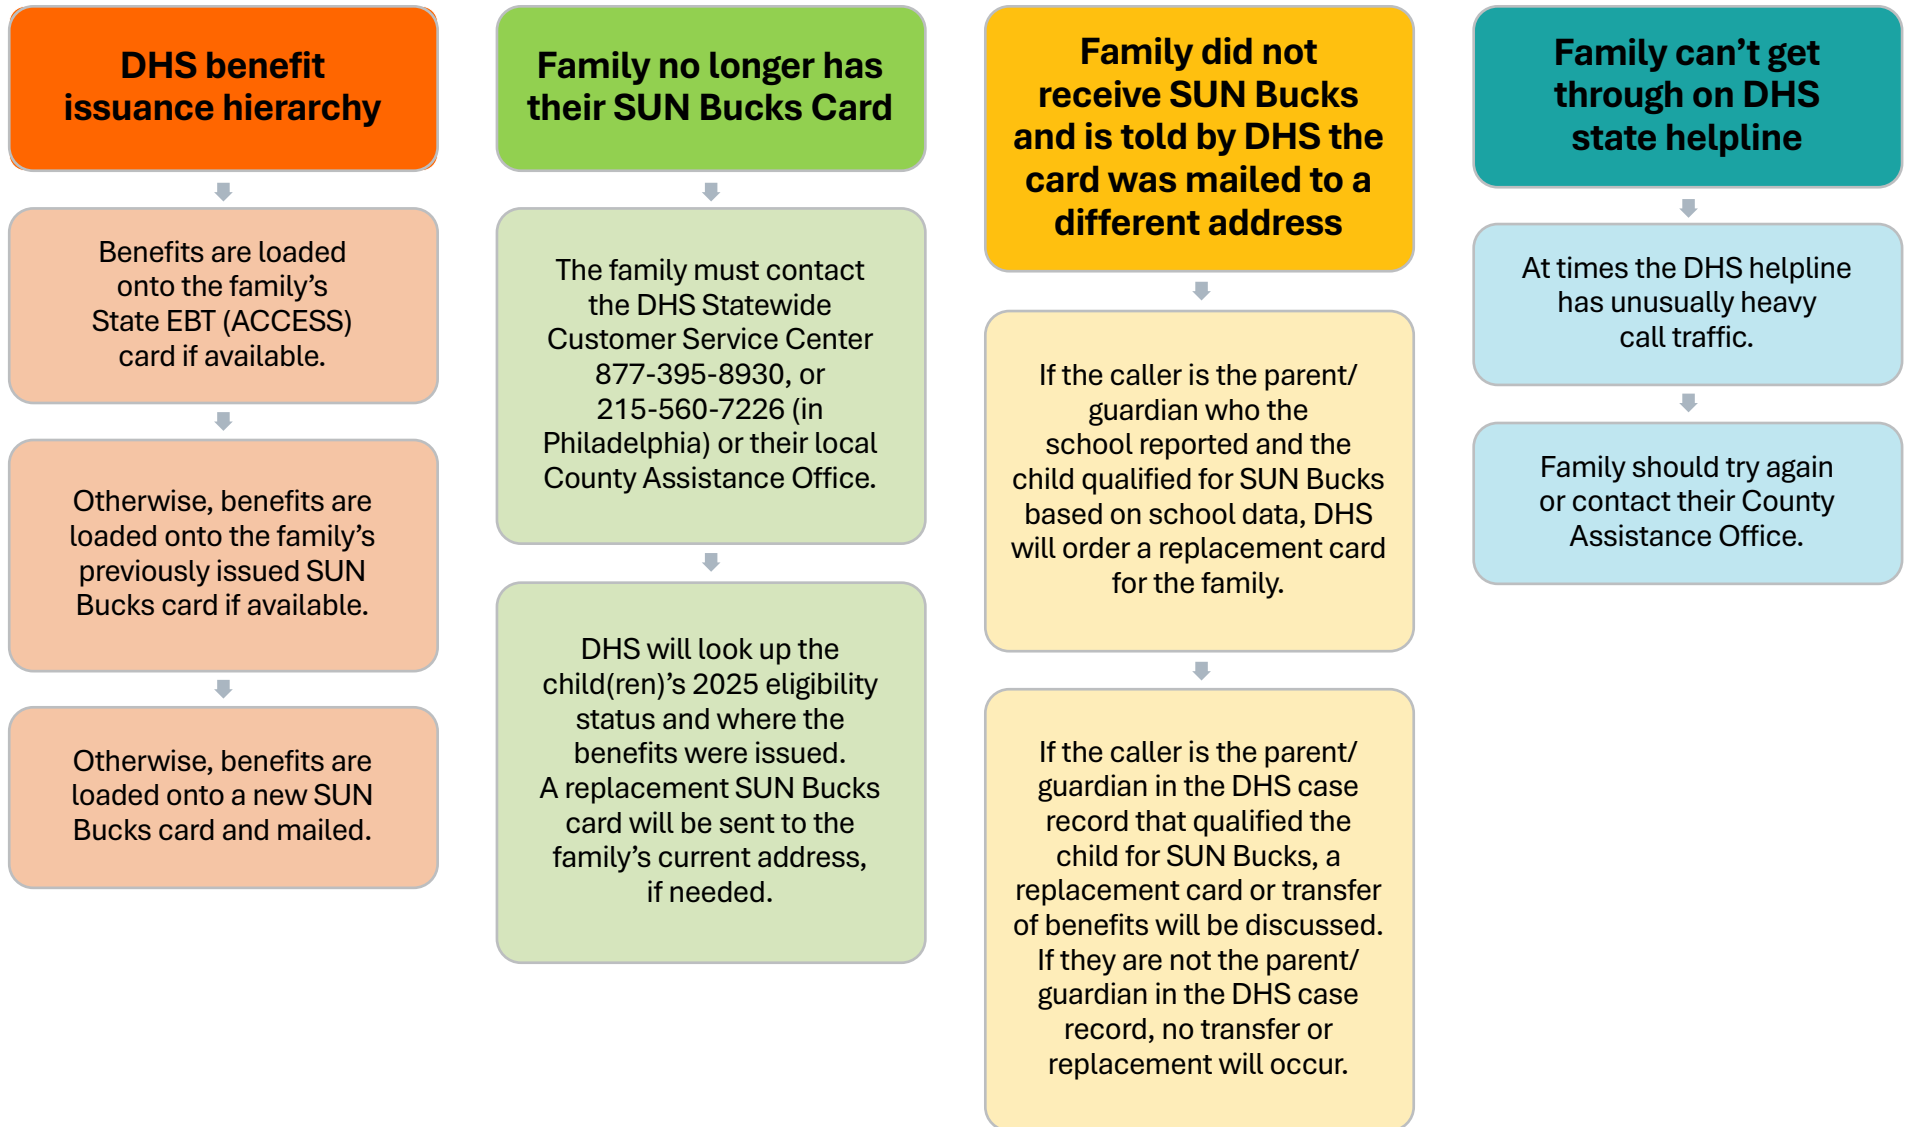 DHS benefit
issuance hierarchy
Benefits are loaded
onto the family’s
State EBT (ACCESS)
card if available.
Otherwise, benefits are
loaded onto the family’s
previously issued SUN
Bucks card if available.
Otherwise, benefits are
loaded onto a new SUN
Bucks card and mailed.
Family no longer has
their SUN Bucks Card
The family must contact
the DHS Statewide
Customer Service Center
877-395-8930, or
215-560-7226 (in
Philadelphia) or their local
County Assistance Office.
DHS will look up the
child(ren)’s 2025 eligibility
status and where the
benefits were issued.
A replacement SUN Bucks
card will be sent to the
family’s current address,
if needed.
Family did not
receive SUN Bucks
and is told by DHS the
card was mailed to a
different address
If the caller is the parent/
guardian who the
school reported and the
child qualified for SUN Bucks
based on school data, DHS
will order a replacement card
for the family.
If the caller is the parent/
guardian in the DHS case
record that qualified the
child for SUN Bucks, a
replacement card or transfer
of benefits will be discussed.
If they are not the parent/
guardian in the DHS case
record, no transfer or
replacement will occur.
Family can’t get
through on DHS
state helpline
At times the DHS helpline
has unusually heavy
call traffic.
Family should try again
or contact their County
Assistance Office.